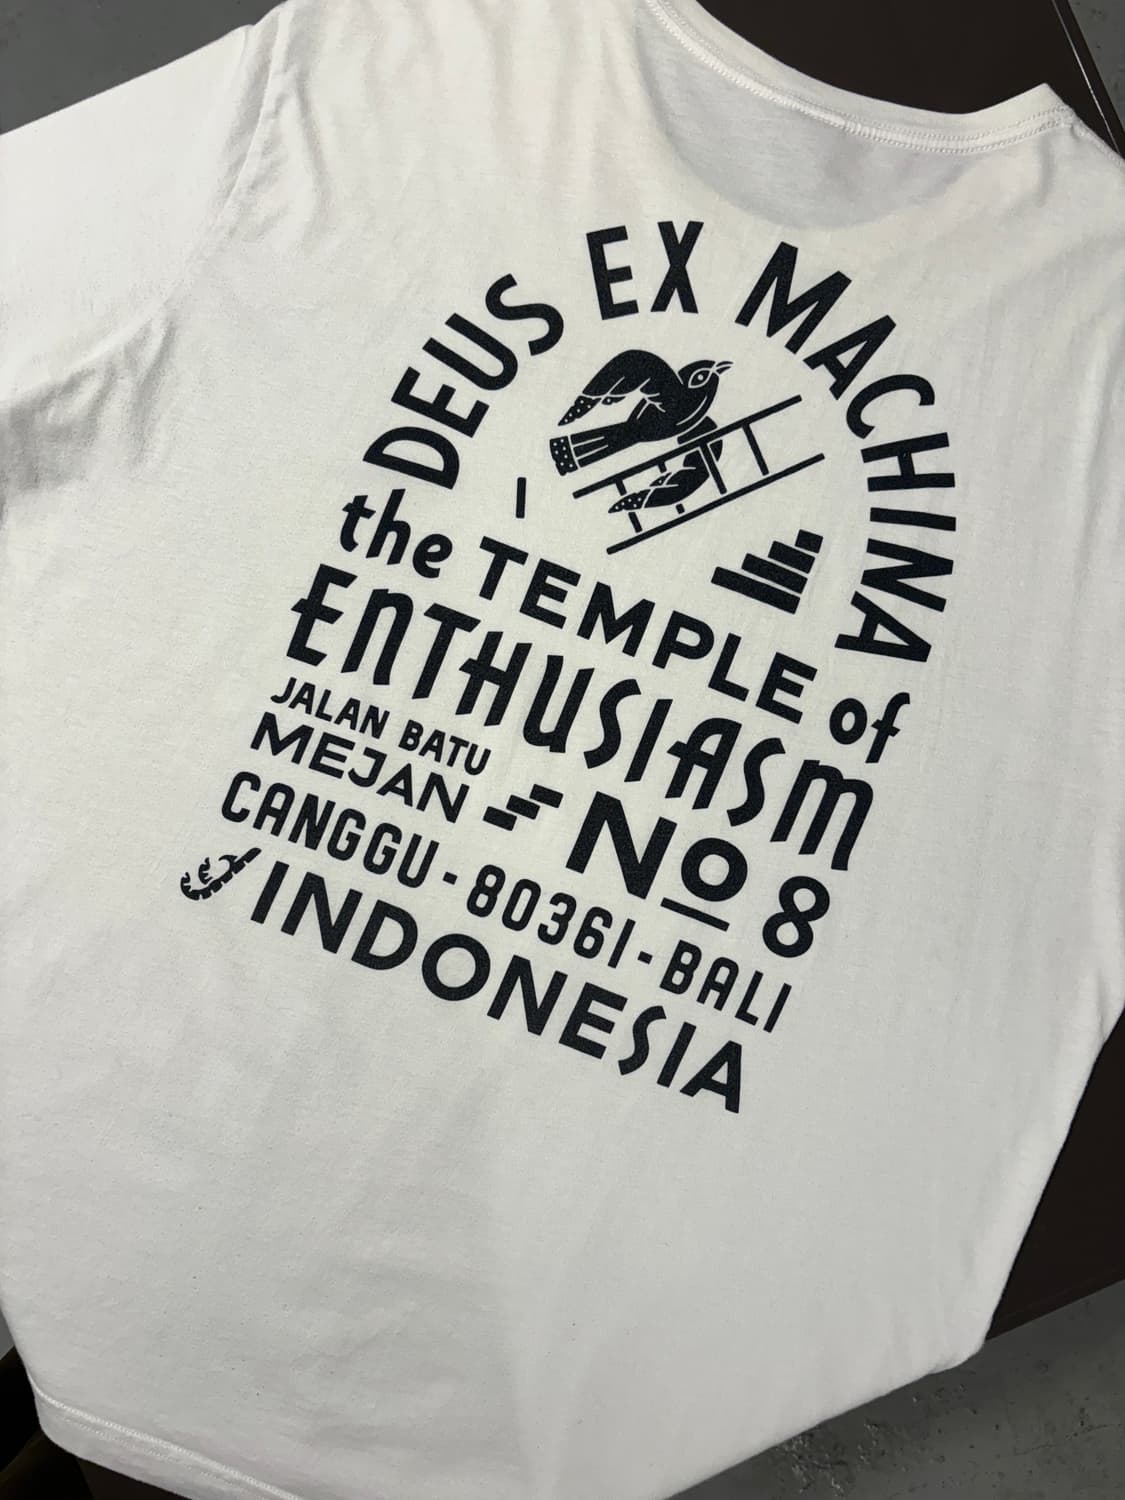 DEUS EX MACHINA
the TEMPLE of
ENTHUSIASM
JALAN BATU
MEJAN
No 8
CANGGU - 80361 - BALI
INDONESIA